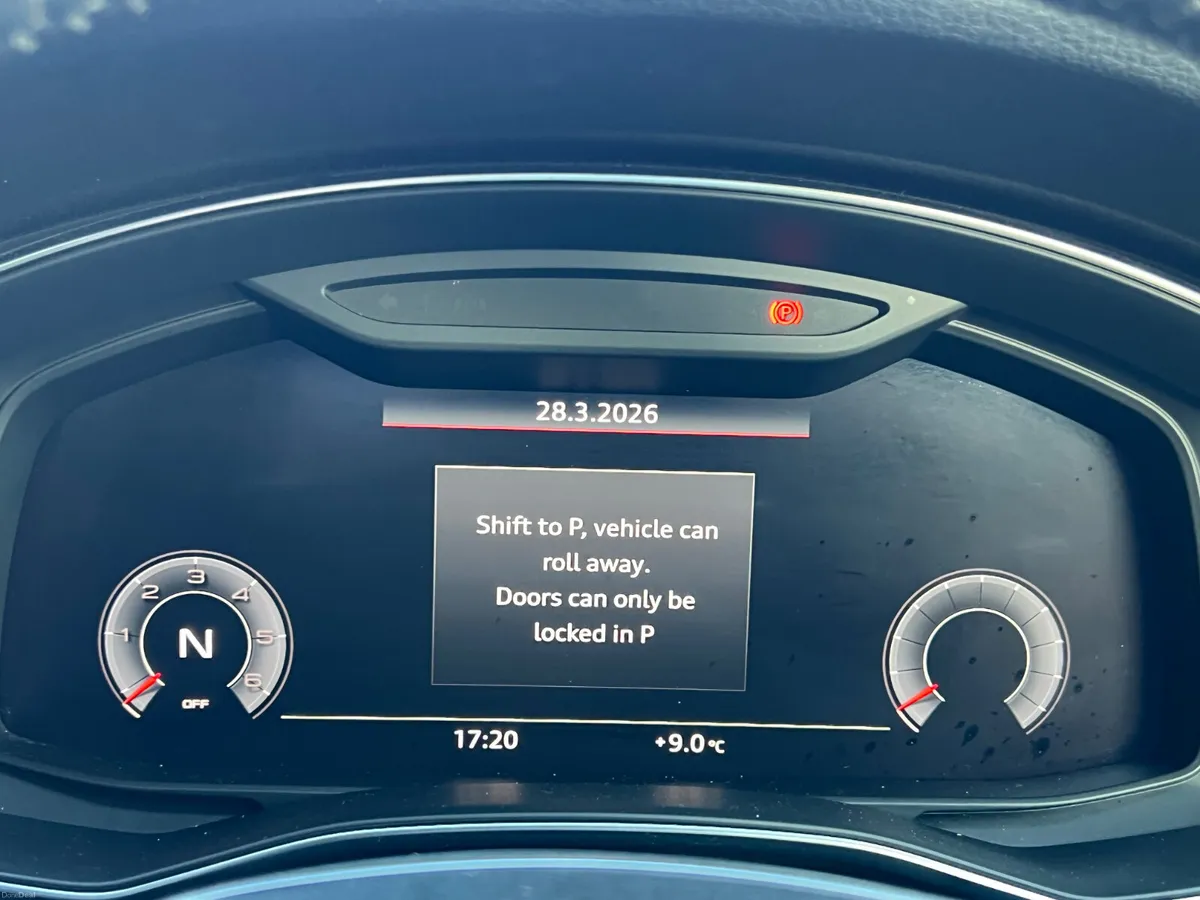 P
28.3.2026
Shift to P, vehicle can
roll away.
Doors can only be
locked in P
1 2 3 4 5 6
N
OFF
17:20 +9.0°C
DoneDeal